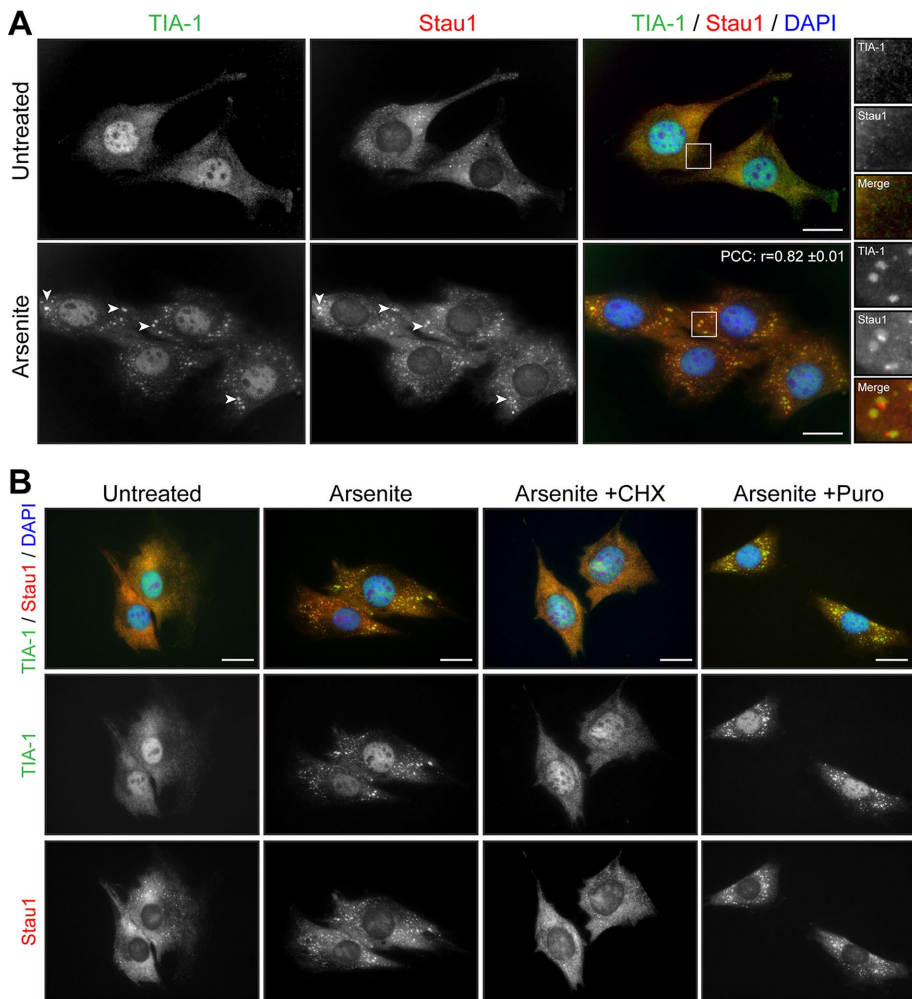 A
TIA-1
Stau1
TIA-1 / Stau1 / DAPI
Untreated
TIA-1
Stau1
Merge
Arsenite
PCC: r=0.82 ±0.01
TIA-1
Stau1
Merge
B
Untreated
Arsenite
Arsenite +CHX
Arsenite +Puro
TIA-1 / Stau1 / DAPI
TIA-1
Stau1